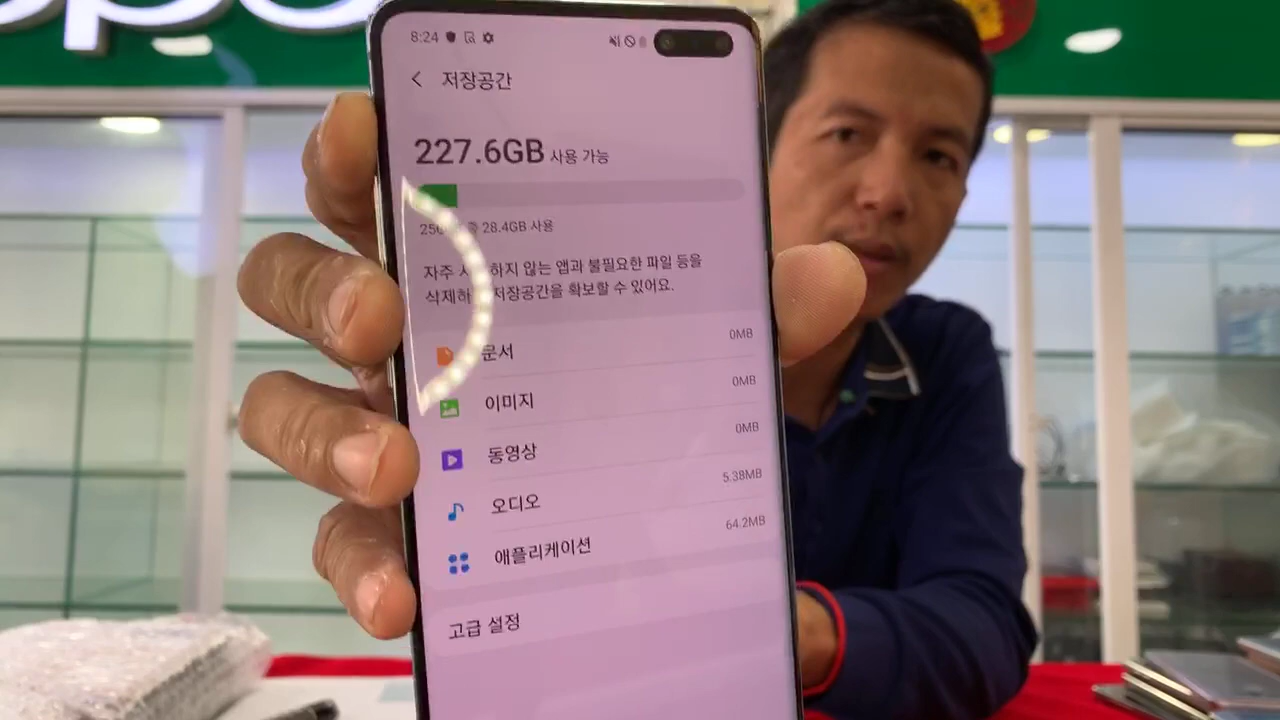 oppo
8:24
저장공간
227.6GB 사용 가능
28.4GB 사용
자주 하지 않는 앱과 불필요한 파일 등을
저장공간을 확보할 수 있어요.
문서 0MB
이미지 0MB
동영상 0MB
오디오 5.38MB
애플리케이션 64.2MB
고급 설정